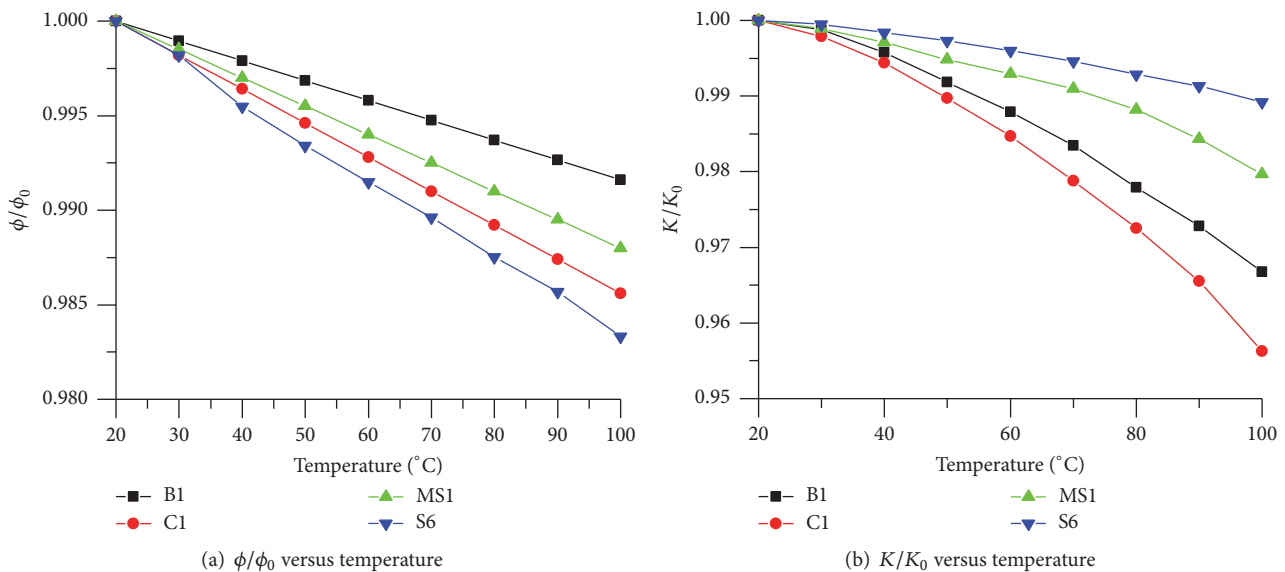 1.000
0.995
0.990
0.985
0.980
ϕ/ϕ₀
20 30 40 50 60 70 80 90 100
Temperature (°C)
B1 MS1
C1 S6
(a) ϕ/ϕ₀ versus temperature
1.00
0.99
0.98
0.97
0.96
0.95
K/K₀
20 40 60 80 100
Temperature (°C)
B1 MS1
C1 S6
(b) K/K₀ versus temperature